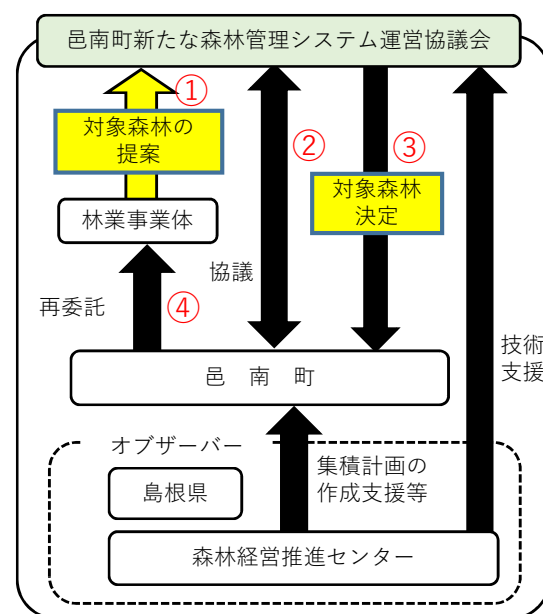 邑南町新たな森林管理システム運営協議会
①
対象森林の
提案
②
③
対象森林
決定
林業事業体
協議
再委託
④
技術
支援
邑　南　町
オブザーバー
集積計画の
作成支援等
島根県
森林経営推進センター